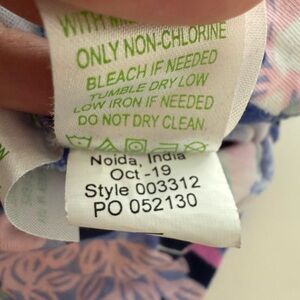 WITH
ONLY NON-CHLORINE
BLEACH IF NEEDED
TUMBLE DRY LOW
LOW IRON IF NEEDED
DO NOT DRY CLEAN
Noida, India
Oct -19
Style 003312
PO 052130